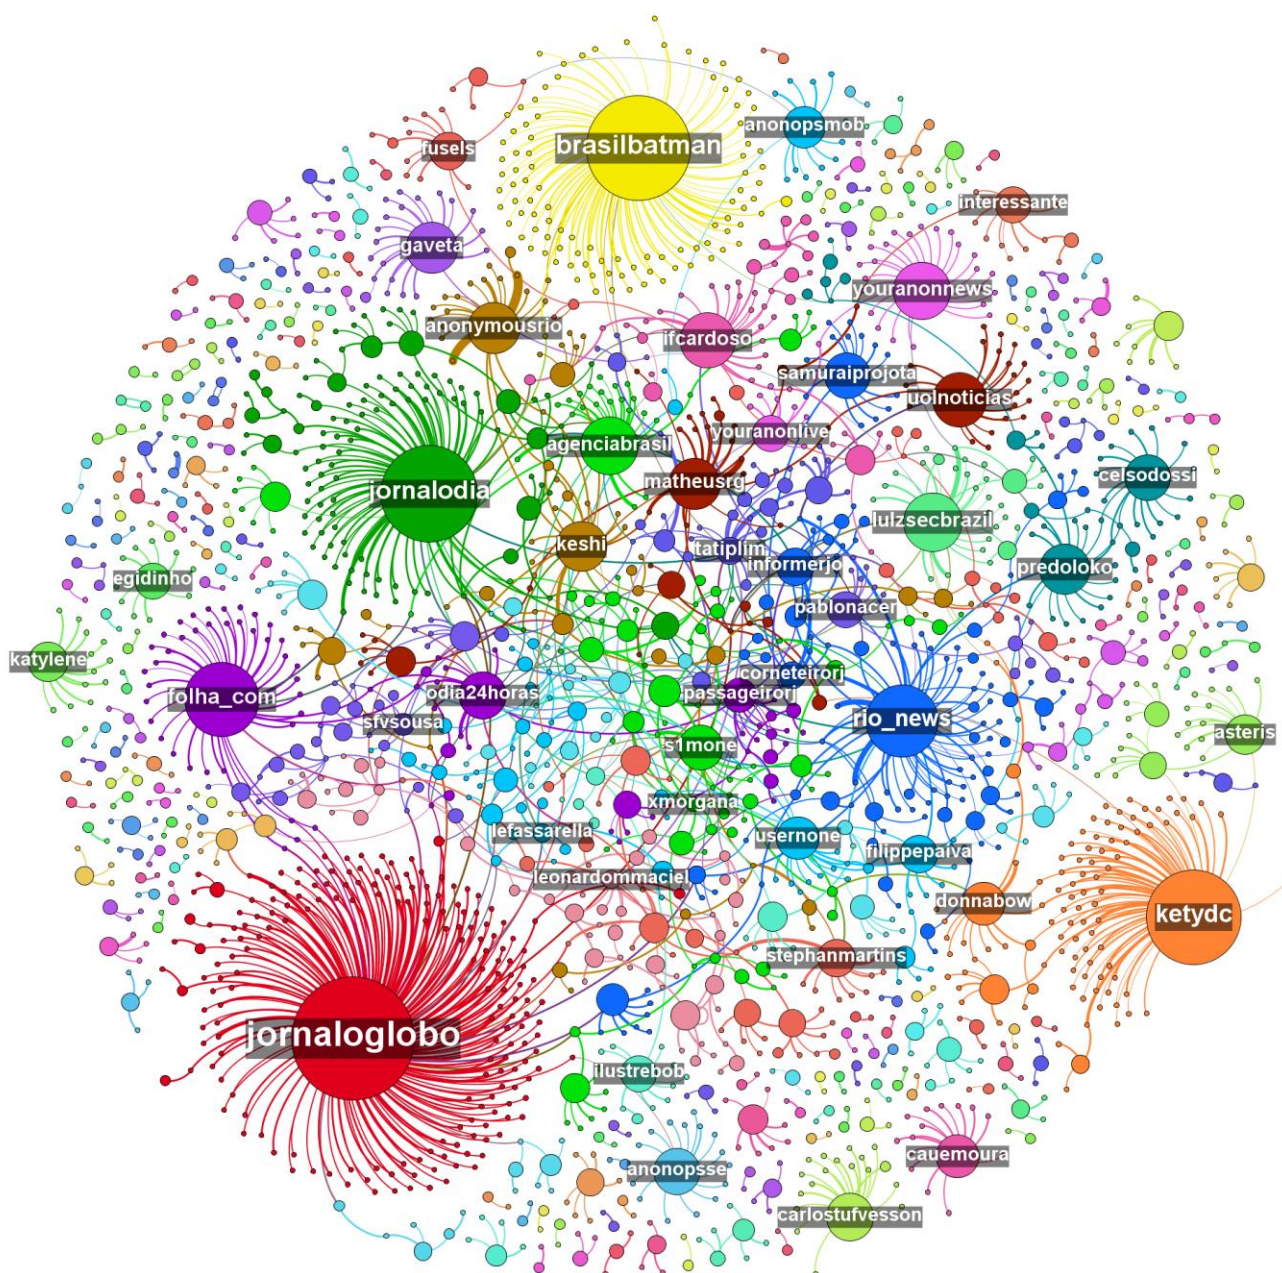 anonopsmob
brasilbatman
fusels
interessante
gaveta
youranonnews
anonymousrio
ifcardoso
samuraiprojota
uolnoticias
youranonlive
agenciabrasil
matheusrg
celsodossi
jornalodia
luizsecbrazil
keshi
tatiplim
informerjo
predoloko
egidinho
pablonacer
katylene
corneteirorj
folha_com
odia24horas
passageirorj
sfvsousa
rio_news
asteris
s1mone
xmorgana
lefassarella
usernone
filippepaiva
leonardommaciel
donnabow
ketydc
stephanmartins
jornaloglobo
ilustrebob
cauemoura
anonopsse
carlostufvesson